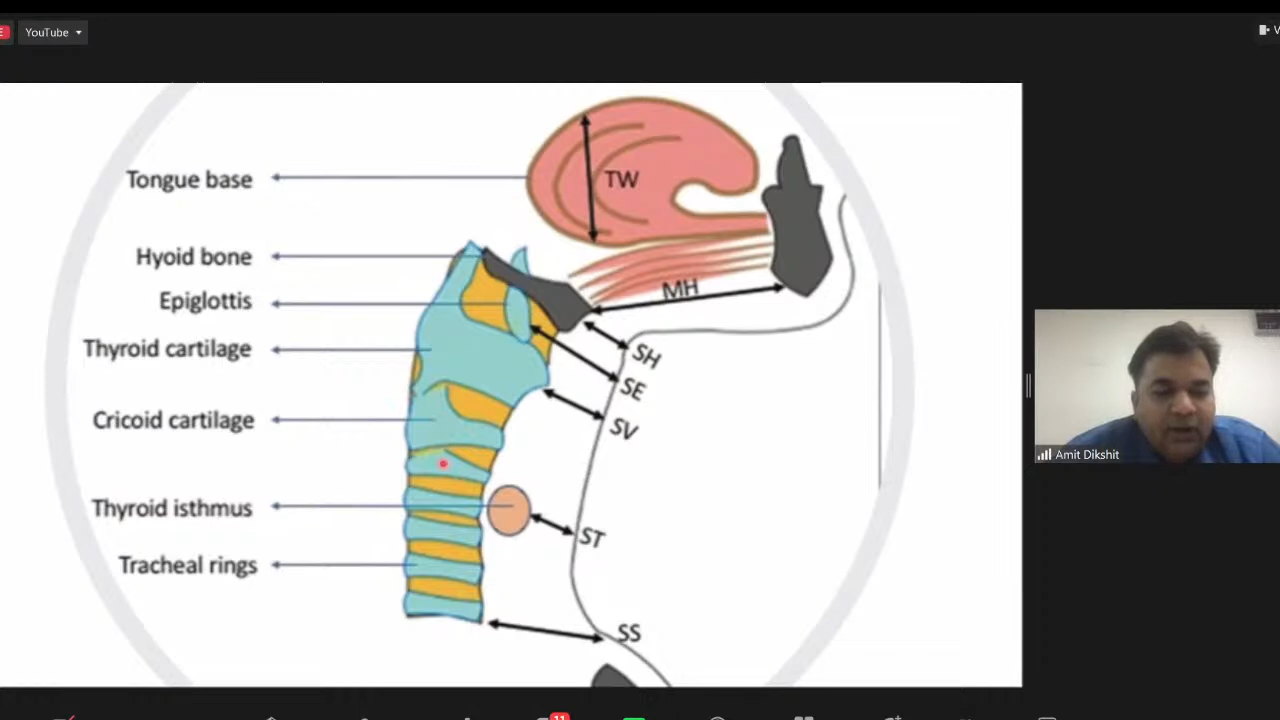 YouTube
Tongue base
TW
Hyoid bone
Epiglottis
MH
Thyroid cartilage
SH
SE
Cricoid cartilage
SV
Thyroid isthmus
ST
Tracheal rings
SS
Amit Dikshit
11